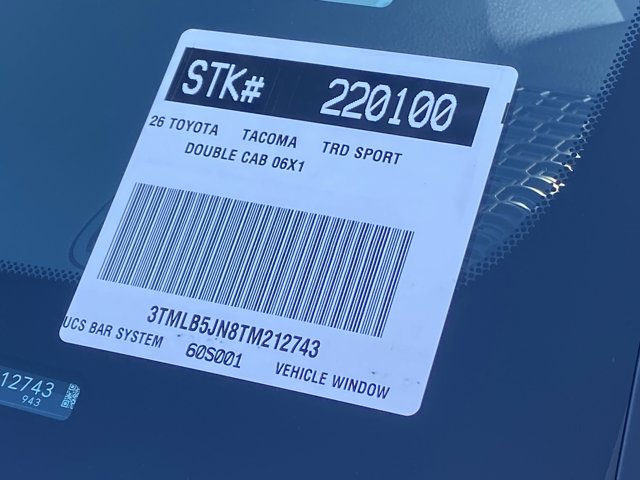 STK# 220100
26 TOYOTA TACOMA TRD SPORT
DOUBLE CAB 06X1
3TMLB5JN8TM212743
UCS BAR SYSTEM 60S001 VEHICLE WINDOW
12743
943